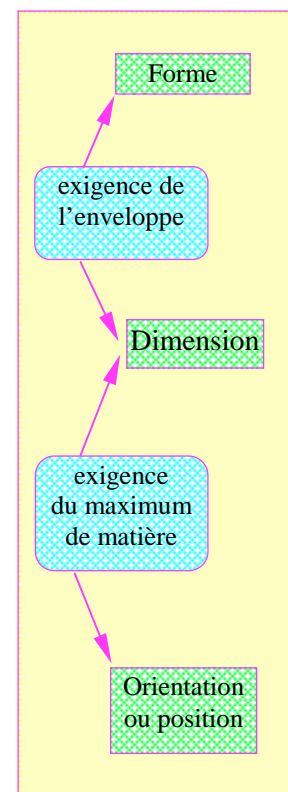 Forme
exigence de
l’enveloppe
Dimension
exigence
du maximum
de matière
Orientation
ou position